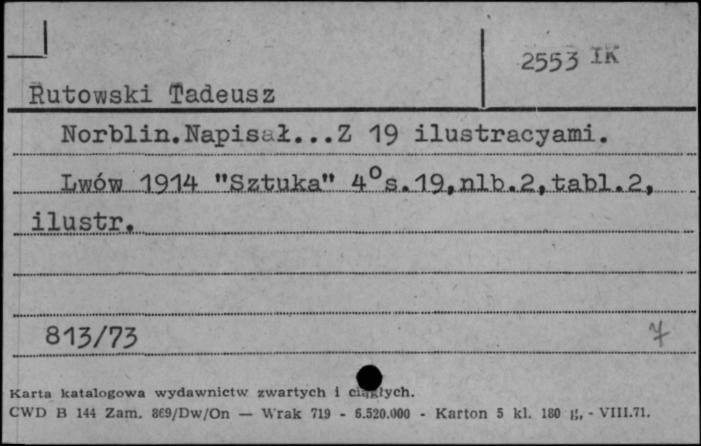 2553 IK
Rutowski Tadeusz
Norblin.Napisał...Z 19 ilustracyami.
Lwów 1914 "Sztuka" 4°s.19,nlb.2,tabl.2,
ilustr.
813/73
Karta katalogowa wydawnictw zwartych i ciągłych.
CWD B 144 Zam. 869/Dw/On — Wrak 719 - 6.520.000 - Karton 5 kl. 180 g, - VIII.71.